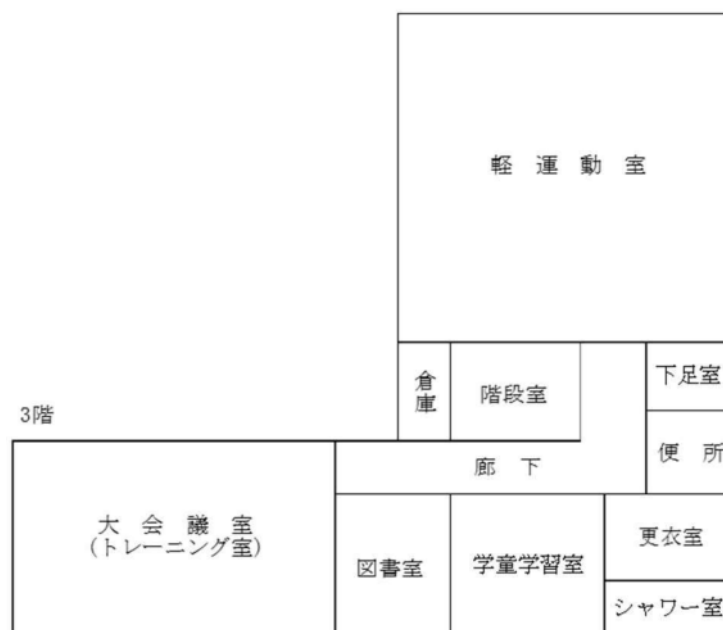 軽運動室
倉庫
階段室
下足室
3階
廊下
便所
大会議室
(トレーニング室)
図書室
学童学習室
更衣室
シャワー室